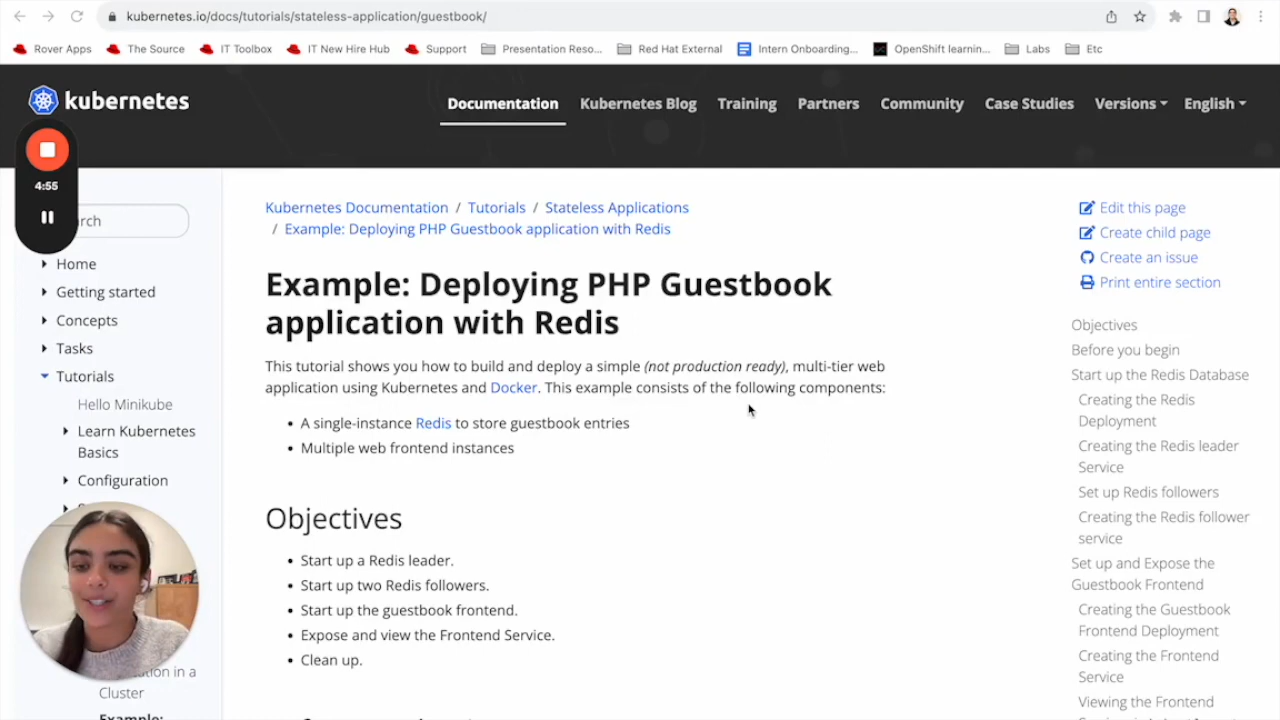 kubernetes.io/docs/tutorials/stateless-application/guestbook/
Rover Apps The Source IT Toolbox IT New Hire Hub Support Presentation Reso... Red Hat External Intern Onboarding... OpenShift learnin... Labs Etc
kubernetes Documentation Kubernetes Blog Training Partners Community Case Studies Versions English
4:55
rch
Home
Getting started
Concepts
Tasks
Tutorials
Hello Minikube
Learn Kubernetes
Basics
Configuration
in a
Cluster
Example:
Kubernetes Documentation / Tutorials / Stateless Applications
/ Example: Deploying PHP Guestbook application with Redis
Example: Deploying PHP Guestbook
application with Redis
This tutorial shows you how to build and deploy a simple (not production ready), multi-tier web
application using Kubernetes and Docker. This example consists of the following components:
• A single-instance Redis to store guestbook entries
• Multiple web frontend instances
Objectives
• Start up a Redis leader.
• Start up two Redis followers.
• Start up the guestbook frontend.
• Expose and view the Frontend Service.
• Clean up.
Edit this page
Create child page
Create an issue
Print entire section
Objectives
Before you begin
Start up the Redis Database
Creating the Redis
Deployment
Creating the Redis leader
Service
Set up Redis followers
Creating the Redis follower
service
Set up and Expose the
Guestbook Frontend
Creating the Guestbook
Frontend Deployment
Creating the Frontend
Service
Viewing the Frontend